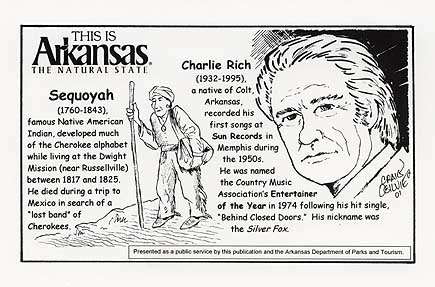 THIS IS
Arkansas®
THE NATURAL STATE
Sequoyah
(1760-1843),
famous Native American
Indian, developed much
of the Cherokee alphabet
while living at the Dwight
Mission (near Russellville)
between 1817 and 1825.
He died during a trip to
Mexico in search of a
"lost band" of
Cherokees.
Charlie Rich
(1932-1995),
a native of Colt,
Arkansas,
recorded his
first songs at
Sun Records in
Memphis during
the 1950s.
He was named
the Country Music
Association's Entertainer
of the Year in 1974 following his hit single,
"Behind Closed Doors." His nickname was
the Silver Fox.
Presented as a public service by this publication and the Arkansas Department of Parks and Tourism.